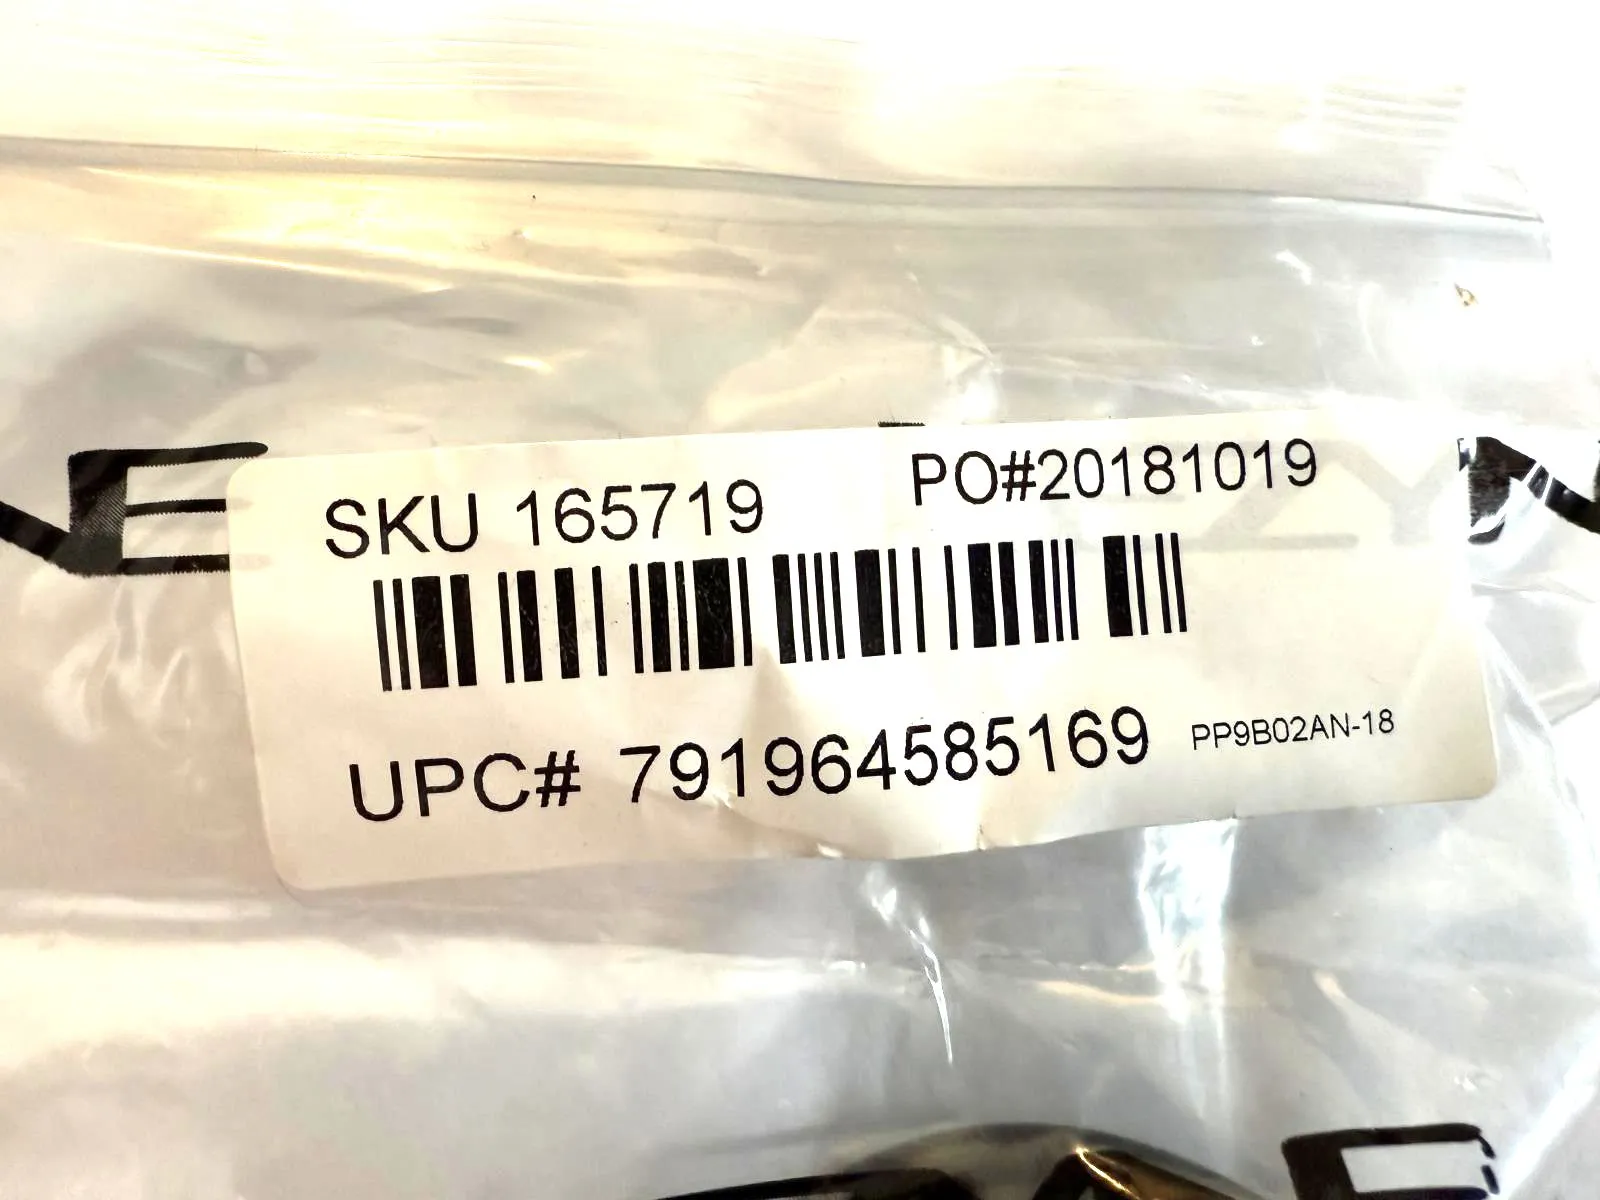 SKU 165719 PO#20181019
UPC# 791964585169 PP9B02AN-18